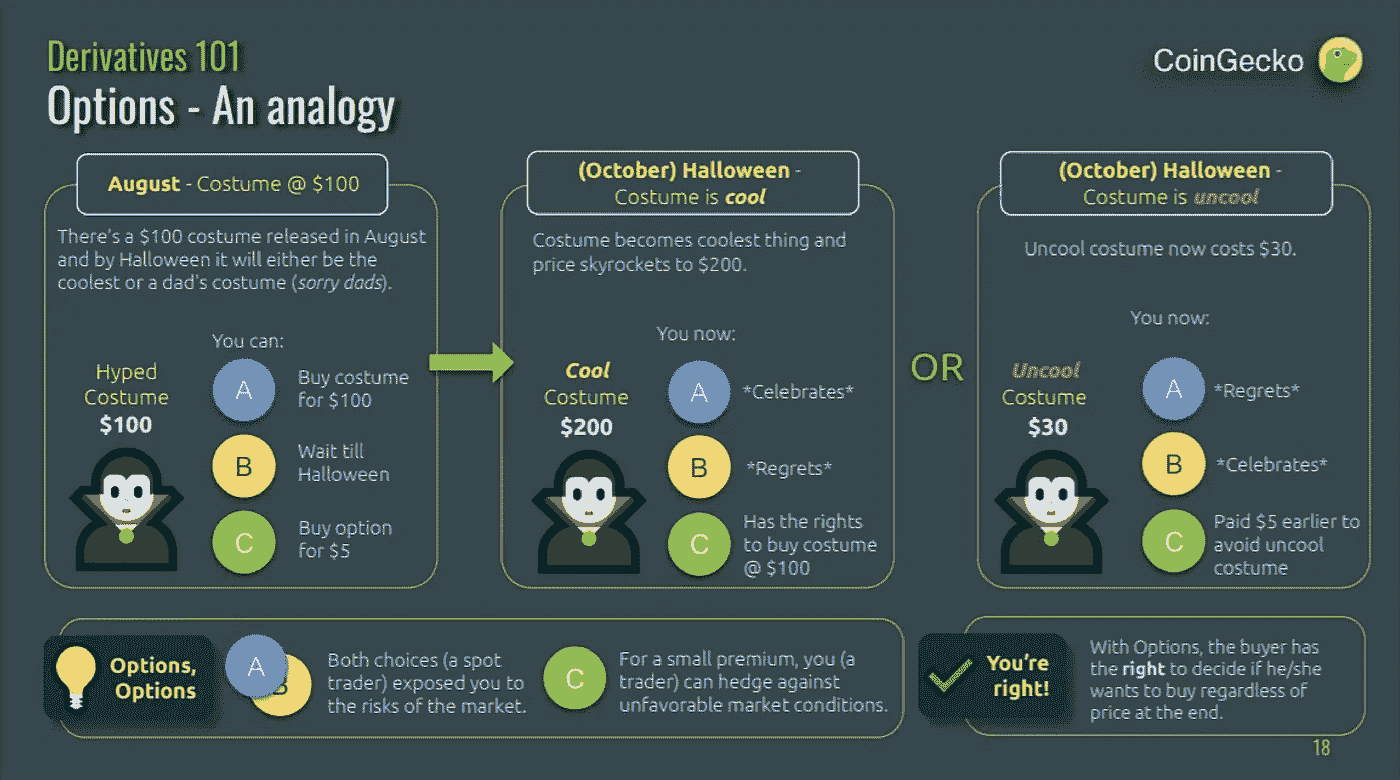 Derivatives 101
Options - An analogy
CoinGecko
August - Costume @ $100
There's a $100 costume released in August
and by Halloween it will either be the
coolest or a dad's costume (sorry dads).
You can:
Hyped
Costume
$100
A
Buy costume
for $100
B
Wait till
Halloween
C
Buy option
for $5
(October) Halloween -
Costume is cool
Costume becomes coolest thing and
price skyrockets to $200.
You now:
Cool
Costume
$200
A
*Celebrates*
B
*Regrets*
C
Has the rights
to buy costume
@ $100
OR
(October) Halloween -
Costume is uncool
Uncool costume now costs $30.
You now:
Uncool
Costume
$30
A
*Regrets*
B
*Celebrates*
C
Paid $5 earlier to
avoid uncool
costume
Options,
Options
A
B
Both choices (a spot
trader) exposed you to
the risks of the market.
C
For a small premium, you (a
trader) can hedge against
unfavorable market conditions.
You're
right!
With Options, the buyer has
the right to decide if he/she
wants to buy regardless of
price at the end.
18